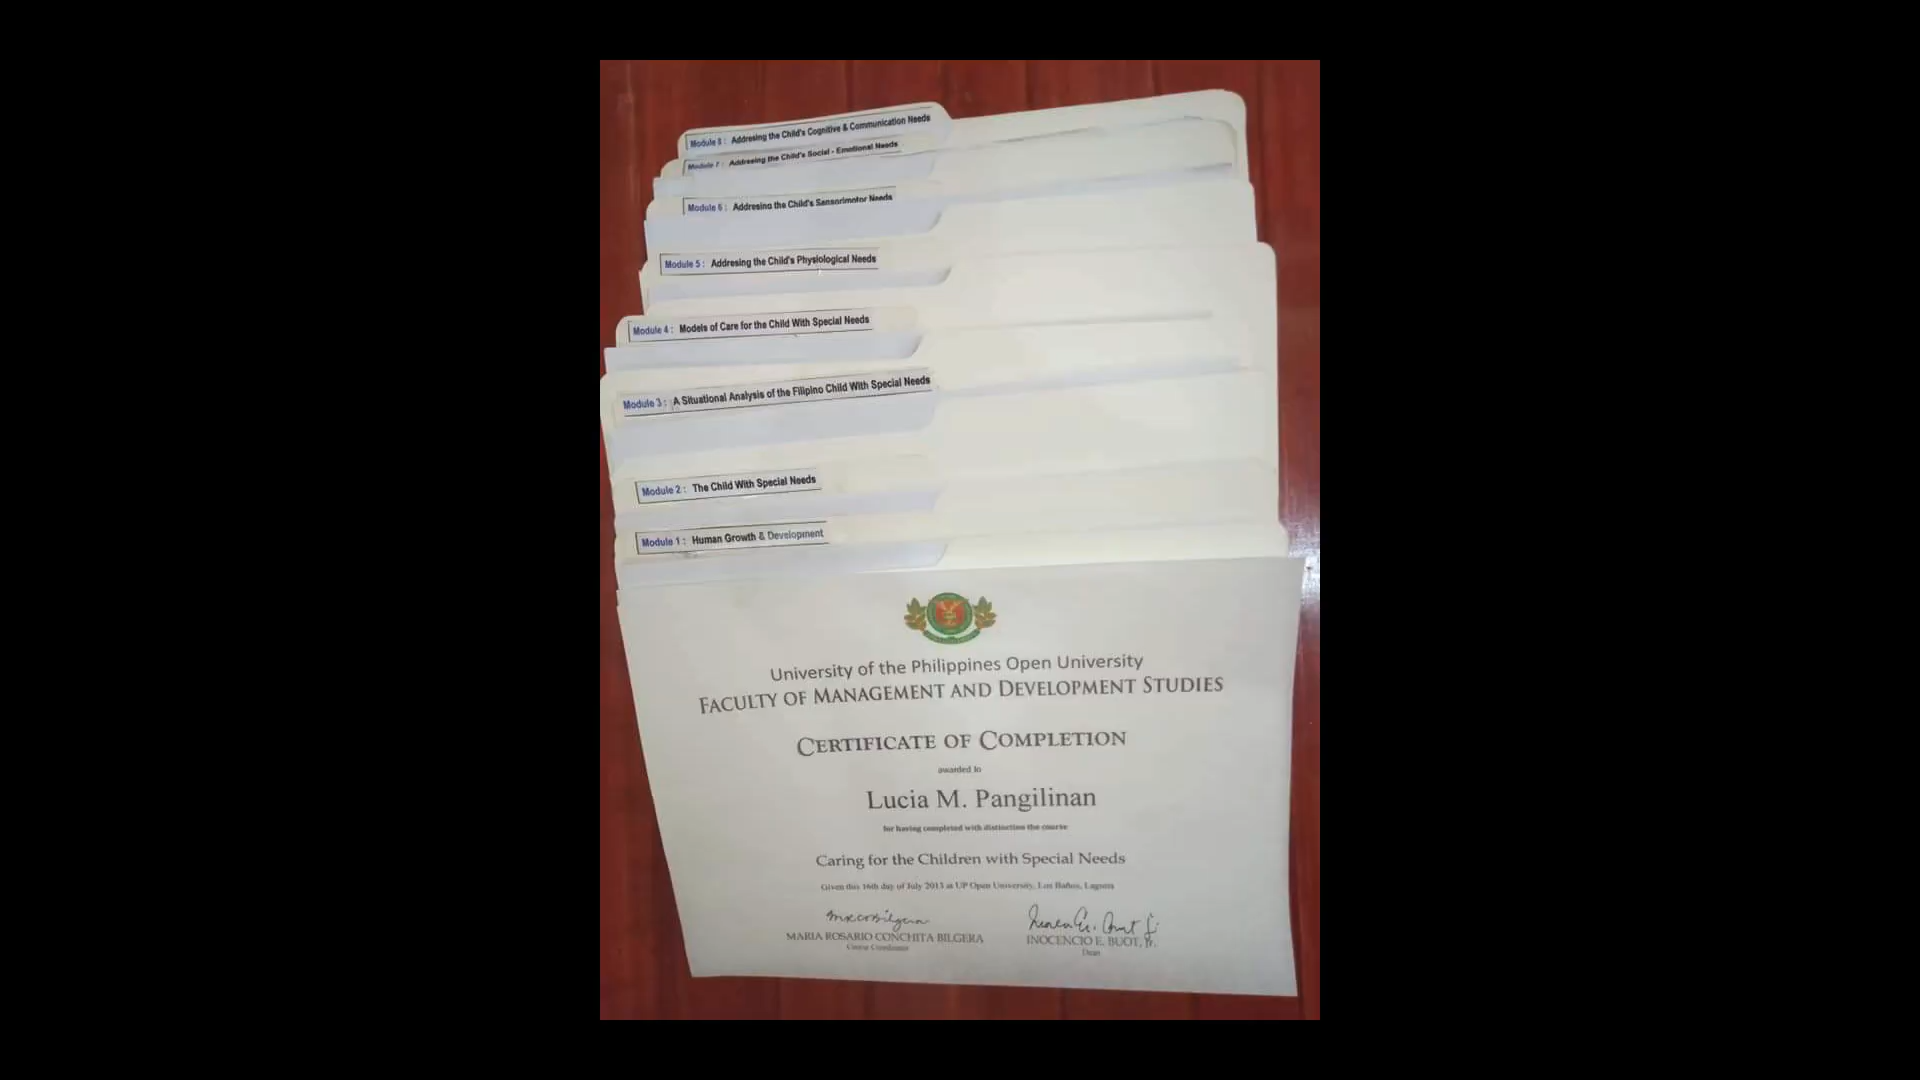 Module 8 : Addresing the Child's Cognitive & Communication Needs
Module 7 : Addresing the Child's Social - Emotional Needs
Module 6 : Addresing the Child's Sensorimotor Needs
Module 5 : Addresing the Child's Physiological Needs
Module 4 : Models of Care for the Child With Special Needs
Module 3 : A Situational Analysis of the Filipino Child With Special Needs
Module 2 : The Child With Special Needs
Module 1 : Human Growth & Development
University of the Philippines Open University
FACULTY OF MANAGEMENT AND DEVELOPMENT STUDIES
CERTIFICATE OF COMPLETION
awarded to
Lucia M. Pangilinan
for having completed with distinction the course
Caring for the Children with Special Needs
Given this 16th day of July 2013 at UP Open University, Los Baños, Laguna
MARIA ROSARIO CONCHITA BILGERA
Course Coordinator
INOCENCIO E. BUOT, Jr.
Dean